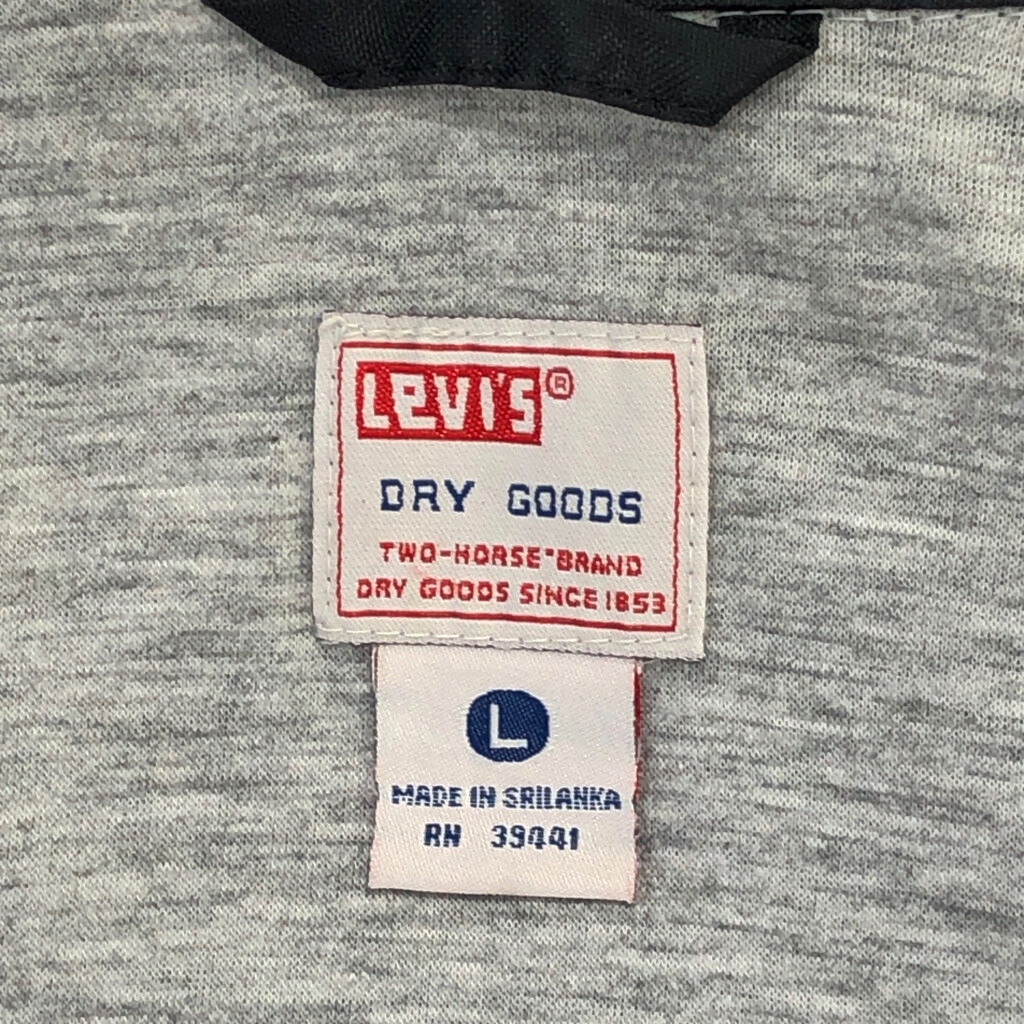 LEVI'S®
DRY GOODS
TWO-HORSE"BRAND
DRY GOODS SINCE 1853
L
MADE IN SRILANKA
RN 39441